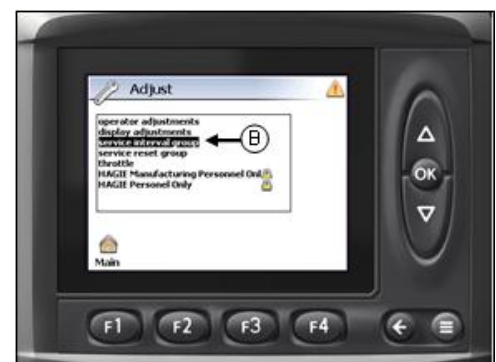 Adjust
operator adjustments
display adjustments
service interval group
B
service reset group
throttle
HAGIE Manufacturing Personnel Onl
HAGIE Personel Only
Main
OK
F1 F2 F3 F4